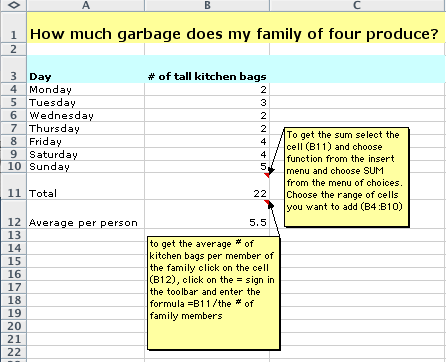 A B C
1 How much garbage does my family of four produce?
2
3 Day # of tall kitchen bags
4 Monday 2
5 Tuesday 3
6 Wednesday 2
7 Thursday 2
8 Friday 4
9 Saturday 4
10 Sunday 5
11 Total 22
12 Average per person 5.5
13
14
15
16
17
18
19
20
21
22
To get the sum select the
cell (B11) and choose
function from the insert
menu and choose SUM
from the menu of choices.
Choose the range of cells
you want to add (B4:B10)
to get the average # of
kitchen bags per member of
the family click on the cell
(B12), click on the = sign in
the toolbar and enter the
formula =B11/the # of
family members